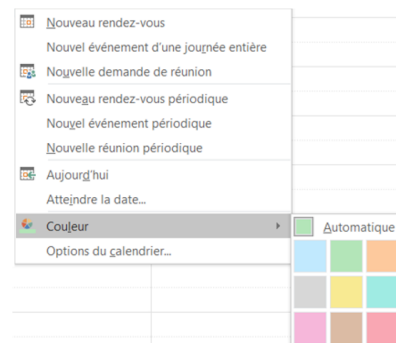 Nouveau rendez-vous
Nouvel événement d'une journée entière
Nouvelle demande de réunion
Nouveau rendez-vous périodique
Nouvel événement périodique
Nouvelle réunion périodique
Aujourd'hui
Atteindre la date...
Couleur
Automatique
Options du calendrier...